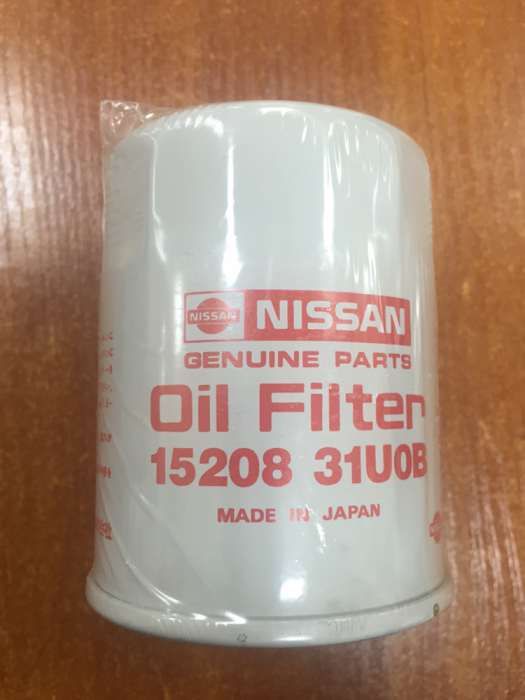 NISSAN NISSAN
GENUINE PARTS
Oil Filter
15208 31U0B
MADE IN JAPAN